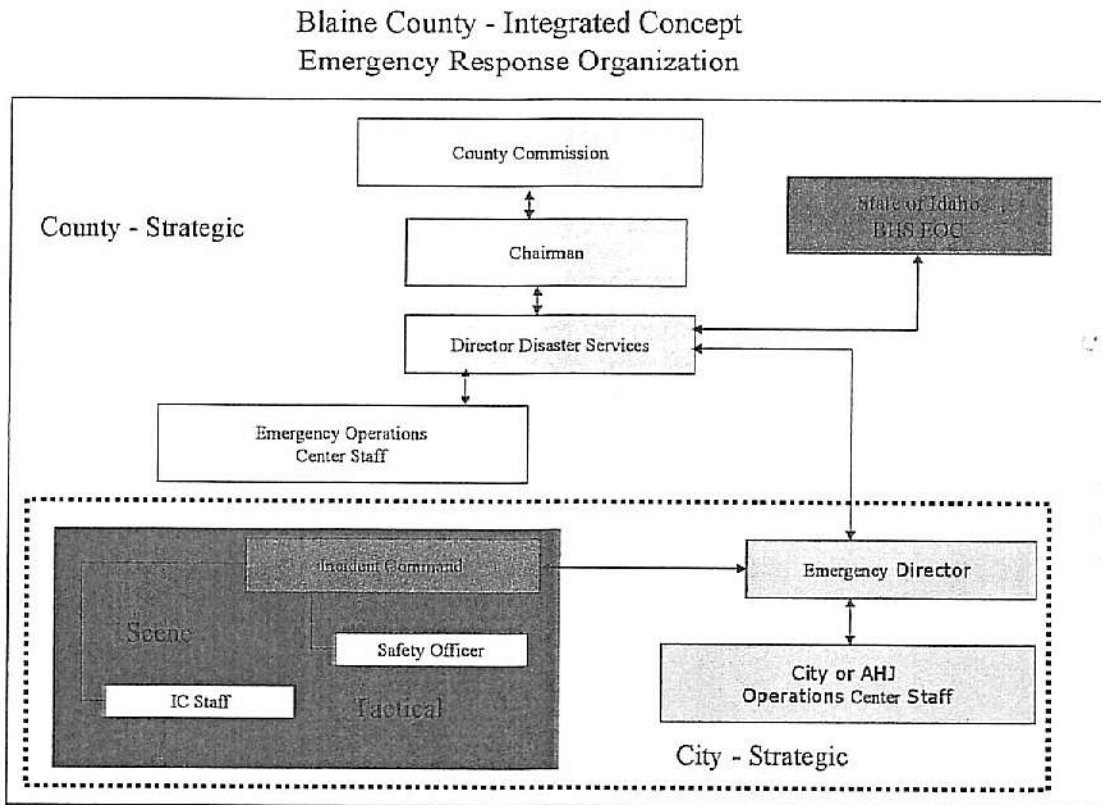 Blaine County - Integrated Concept
Emergency Response Organization
County Commission
County - Strategic
State of Idaho
BHS EOC
Chairman
Director Disaster Services
Emergency Operations
Center Staff
Incident Command
Emergency Director
Scene
Safety Officer
City or AHJ
Operations Center Staff
IC Staff
Tactical
City - Strategic